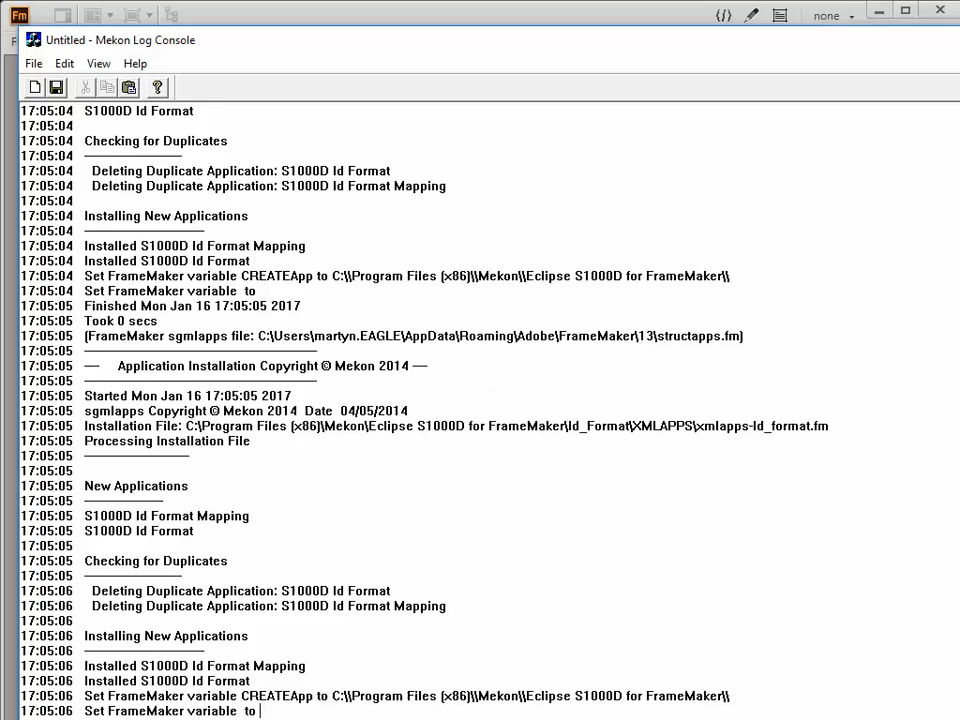 Fm
none
Untitled - Mekon Log Console
File Edit View Help
17:05:04 S1000D Id Format
17:05:04
17:05:04 Checking for Duplicates
17:05:04
17:05:04 Deleting Duplicate Application: S1000D Id Format
17:05:04 Deleting Duplicate Application: S1000D Id Format Mapping
17:05:04
17:05:04 Installing New Applications
17:05:04
17:05:04 Installed S1000D Id Format Mapping
17:05:04 Installed S1000D Id Format
17:05:04 Set FrameMaker variable CREATEApp to C:\\Program Files (x86)\\Mekon\\Eclipse S1000D for FrameMaker\\
17:05:04 Set FrameMaker variable  to
17:05:05 Finished Mon Jan 16 17:05:05 2017
17:05:05 Took 0 secs
17:05:05 (FrameMaker sgmlapps file: C:\Users\martyn.EAGLE\AppData\Roaming\Adobe\FrameMaker\13\structapps.fm)
17:05:05
17:05:05 — Application Installation Copyright © Mekon 2014 —
17:05:05
17:05:05 Started Mon Jan 16 17:05:05 2017
17:05:05 sgmlapps Copyright © Mekon 2014  Date  04/05/2014
17:05:05 Installation File: C:\Program Files (x86)\Mekon\Eclipse S1000D for FrameMaker\Id_Format\XMLAPPS\xmlapps-Id_format.fm
17:05:05 Processing Installation File
17:05:05
17:05:05
17:05:05 New Applications
17:05:05
17:05:05 S1000D Id Format Mapping
17:05:05 S1000D Id Format
17:05:05
17:05:05 Checking for Duplicates
17:05:05
17:05:06 Deleting Duplicate Application: S1000D Id Format
17:05:06 Deleting Duplicate Application: S1000D Id Format Mapping
17:05:06
17:05:06 Installing New Applications
17:05:06
17:05:06 Installed S1000D Id Format Mapping
17:05:06 Installed S1000D Id Format
17:05:06 Set FrameMaker variable CREATEApp to C:\\Program Files (x86)\\Mekon\\Eclipse S1000D for FrameMaker\\
17:05:06 Set FrameMaker variable  to